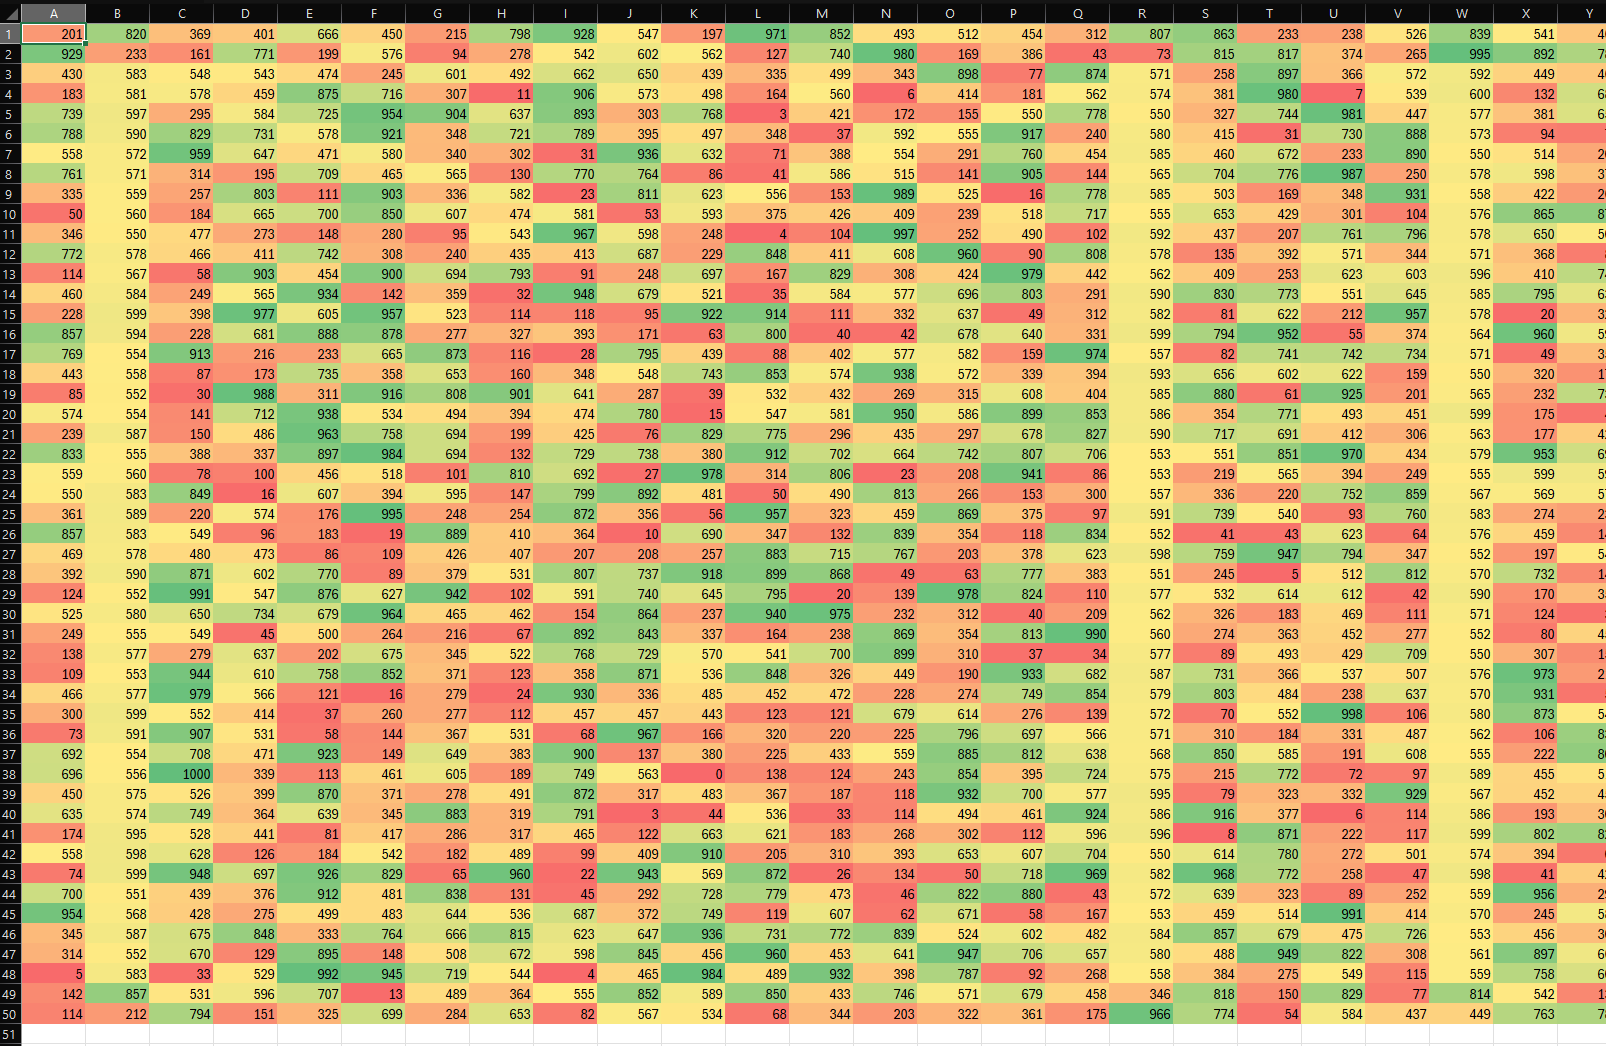 A B C D E F G H I J K L M N O P Q R S T U V W X Y
1 201 820 369 401 666 450 215 798 928 547 197 971 852 493 512 454 312 807 863 233 238 526 839 541
2 929 233 161 771 199 576 94 278 542 602 562 127 740 980 169 386 43 73 815 817 374 265 995 892
3 430 583 548 543 474 245 601 492 662 650 439 335 499 343 898 77 874 571 258 897 366 572 592 449
4 183 581 578 459 875 716 307 11 906 573 498 164 560 6 414 181 562 574 381 980 7 539 600 132
5 739 597 295 584 725 954 904 637 893 303 768 3 421 172 155 550 778 550 327 744 981 447 577 381
6 788 590 829 731 578 921 348 721 789 395 497 348 37 592 555 917 240 580 415 31 730 888 573 94
7 558 572 959 647 471 580 340 302 31 936 632 71 388 554 291 760 454 585 460 672 233 890 550 514
8 761 571 314 195 709 465 565 130 770 764 86 41 586 515 141 905 144 565 704 776 987 250 578 598
9 335 559 257 803 111 903 336 582 23 811 623 556 153 989 525 16 778 585 503 169 348 931 558 422
10 50 560 184 665 700 850 607 474 581 53 593 375 426 409 239 518 717 555 653 429 301 104 576 865
11 346 550 477 273 148 280 95 543 967 598 248 4 104 997 252 490 102 592 437 207 761 796 578 650
12 772 578 466 411 742 308 240 435 413 687 229 848 411 608 960 90 808 578 135 392 571 344 571 368
13 114 567 58 903 454 900 694 793 91 248 697 167 829 308 424 979 442 562 409 253 623 603 596 410
14 460 584 249 565 934 142 359 32 948 679 521 35 584 577 696 803 291 590 830 773 551 645 585 795
15 228 599 398 977 605 957 523 114 118 95 922 914 111 332 637 49 312 582 81 622 212 957 578 20
16 857 594 228 681 888 878 277 327 393 171 63 800 40 42 678 640 331 599 794 952 55 374 564 960
17 769 554 913 216 233 665 873 116 28 795 439 88 402 577 582 159 974 557 82 741 742 734 571 49
18 443 558 87 173 735 358 653 160 348 548 743 853 574 938 572 339 394 593 656 602 622 159 550 320
19 85 552 30 988 311 916 808 901 641 287 39 532 432 269 315 608 404 585 880 61 925 201 565 232
20 574 554 141 712 938 534 494 394 474 780 15 547 581 950 586 899 853 586 354 771 493 451 599 175
21 239 587 150 486 963 758 694 199 425 76 829 775 296 435 297 678 827 590 717 691 412 306 563 177
22 833 555 388 337 897 984 694 132 729 738 380 912 702 664 742 807 706 553 551 851 970 434 579 953
23 559 560 78 100 456 518 101 810 692 27 978 314 806 23 208 941 86 553 219 565 394 249 555 599
24 550 583 849 16 607 394 595 147 799 892 481 50 490 813 266 153 300 557 336 220 752 859 567 569
25 361 589 220 574 176 995 248 254 872 356 56 957 323 459 869 375 97 591 739 540 93 760 583 274
26 857 583 549 96 183 19 889 410 364 10 690 347 132 839 354 118 834 552 41 43 623 64 576 459
27 469 578 480 473 86 109 426 407 207 208 257 883 715 767 203 378 623 598 759 947 794 347 552 197
28 392 590 871 602 770 89 379 531 807 737 918 899 868 49 63 777 383 551 245 5 512 812 570 732
29 124 552 991 547 876 627 942 102 591 740 645 795 20 139 978 824 110 577 532 614 612 42 590 170
30 525 580 650 734 679 964 465 462 154 864 237 940 975 232 312 40 209 562 326 183 469 111 571 124
31 249 555 549 45 500 264 216 67 892 843 337 164 238 869 354 813 990 560 274 363 452 277 552 80
32 138 577 279 637 202 675 345 522 768 729 570 541 700 899 310 37 34 577 89 493 429 709 550 307
33 109 553 944 610 758 852 371 123 358 871 536 848 326 449 190 933 682 587 731 366 537 507 576 973
34 466 577 979 566 121 16 279 24 930 336 485 452 472 228 274 749 854 579 803 484 238 637 570 931
35 300 599 552 414 37 260 277 112 457 457 443 123 121 679 614 276 139 572 70 552 998 106 580 873
36 73 591 907 531 58 144 367 531 68 967 166 320 220 225 796 697 566 571 310 184 331 487 562 106
37 692 554 708 471 923 149 649 383 900 137 380 225 433 559 885 812 638 568 850 585 191 608 555 222
38 696 556 1000 339 113 461 605 189 749 563 0 138 124 243 854 395 724 575 215 772 72 97 589 455
39 450 575 526 399 870 371 278 491 872 317 483 367 187 118 932 700 577 595 79 323 332 929 567 452
40 635 574 749 364 639 345 883 319 791 3 44 536 33 114 494 461 924 586 916 377 6 114 586 193
41 174 595 528 441 81 417 286 317 465 122 663 621 183 268 302 112 596 596 8 871 222 117 599 802
42 558 598 628 126 184 542 182 489 99 409 910 205 310 393 653 607 704 550 614 780 272 501 574 394
43 74 599 948 697 926 829 65 960 22 943 569 872 26 134 50 718 969 582 968 772 258 47 598 41
44 700 551 439 376 912 481 838 131 45 292 728 779 473 46 822 880 43 572 639 323 89 252 559 956
45 954 568 428 275 499 483 644 536 687 372 749 119 607 62 671 58 167 553 459 514 991 414 570 245
46 345 587 675 848 333 764 666 815 623 647 936 731 772 839 524 602 482 584 857 679 475 726 553 456
47 314 552 670 129 895 148 508 672 598 845 456 960 453 641 947 706 657 580 488 949 822 308 561 897
48 5 583 33 529 992 945 719 544 4 465 984 489 932 398 787 92 268 558 384 275 549 115 559 758
49 142 857 531 596 707 13 489 364 555 852 589 850 433 746 571 679 458 346 818 150 829 77 814 542
50 114 212 794 151 325 699 284 653 82 567 534 68 344 203 322 361 175 966 774 54 584 437 449 763
51